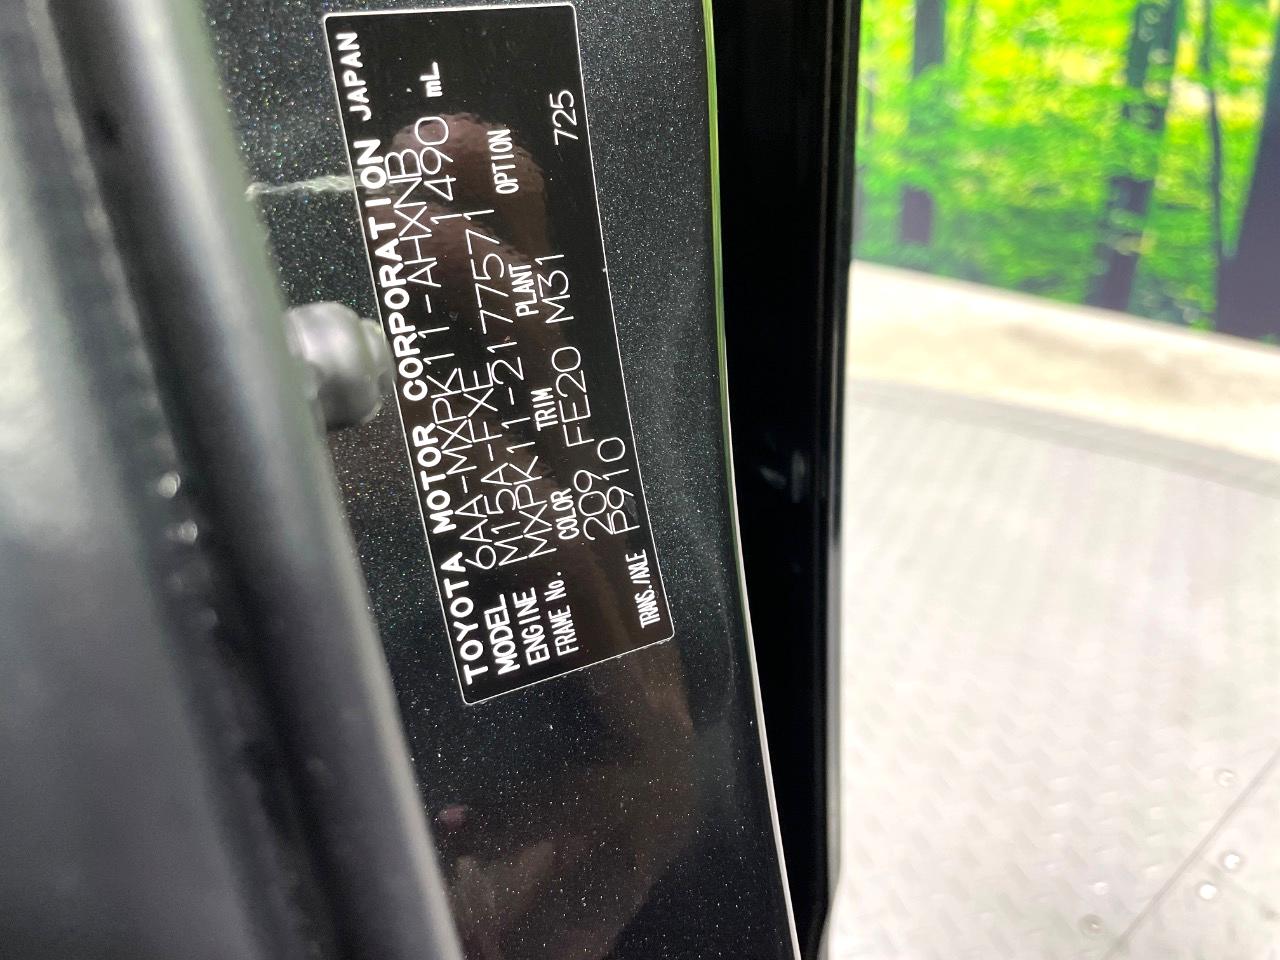 TOYOTA MOTOR CORPORATION JAPAN
MODEL 6AA-MXPK11-AHXNB
ENGINE M15A-FXE 1490 mL
FRAME No. MXPK11-2177571
COLOR TRIM PLANT OPTION
209 FE20 M31 725
TRANS./AXLE P910